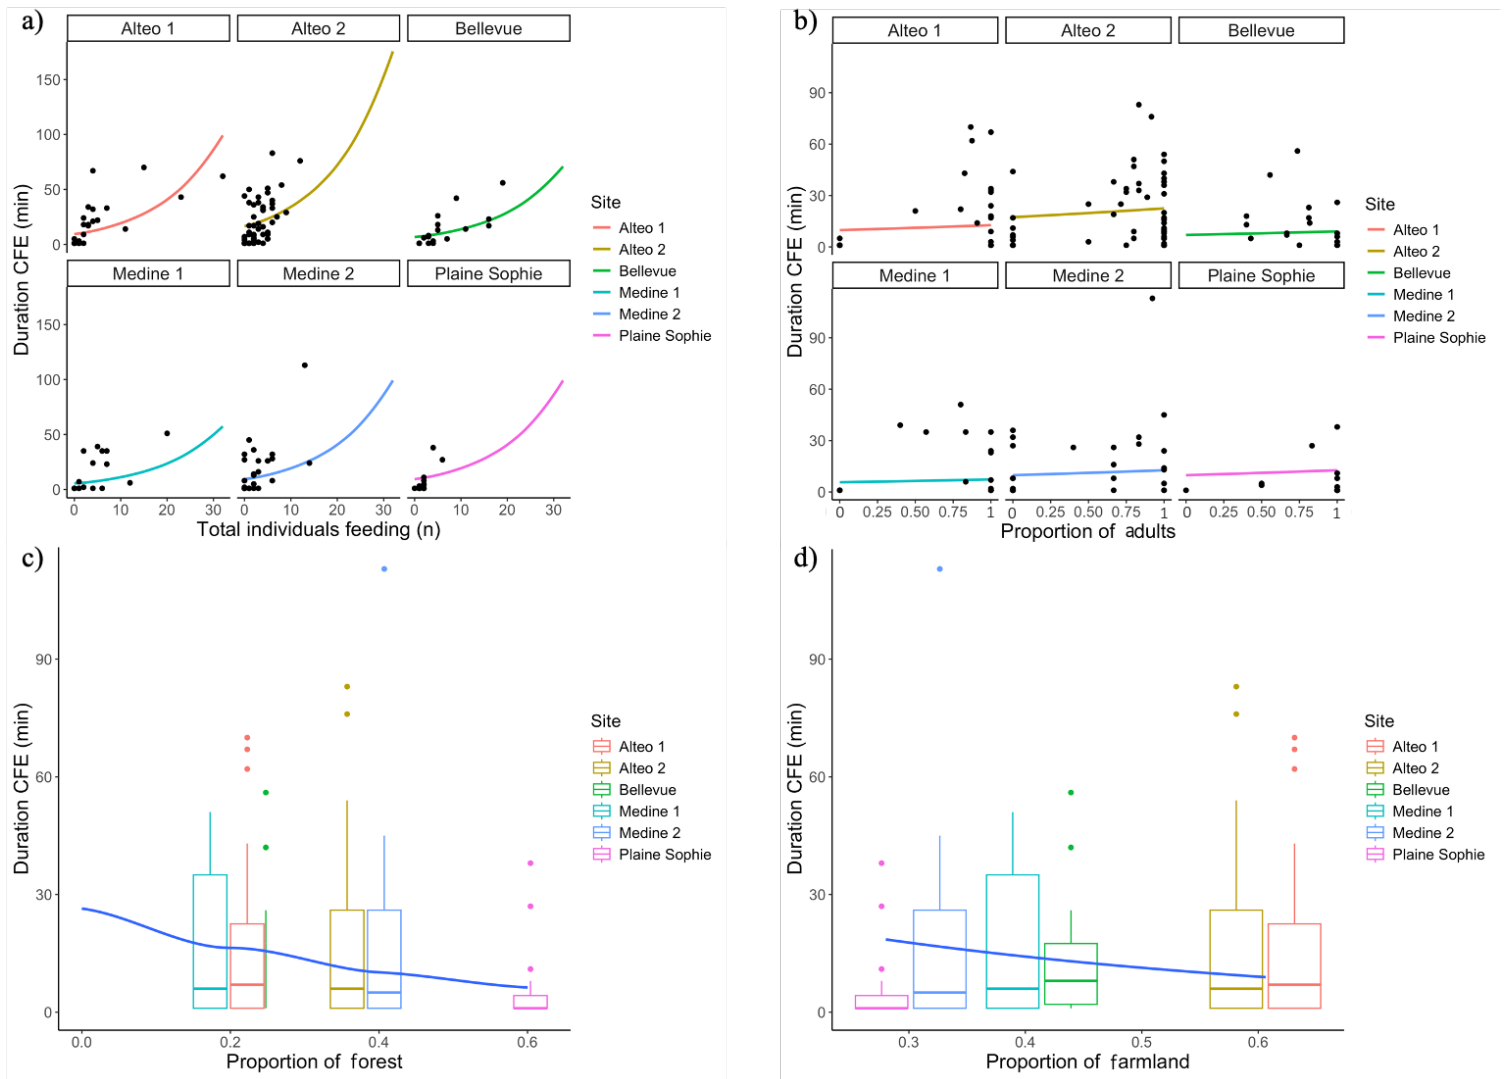 a)
Alteo 1 Alteo 2 Bellevue
150
100
50
0
Medine 1 Medine 2 Plaine Sophie
150
100
50
0
0 10 20 30 0 10 20 30 0 10 20 30
Total individuals feeding (n)
Duration CFE (min)
Site
Alteo 1
Alteo 2
Bellevue
Medine 1
Medine 2
Plaine Sophie
b)
Alteo 1 Alteo 2 Bellevue
90
60
30
0
Medine 1 Medine 2 Plaine Sophie
90
60
30
0
0 0.25 0.50 0.75 1 0 0.25 0.50 0.75 1 0 0.25 0.50 0.75 1
Proportion of adults
Duration CFE (min)
Site
Alteo 1
Alteo 2
Bellevue
Medine 1
Medine 2
Plaine Sophie
c)
90
60
30
0
0.0 0.2 0.4 0.6
Proportion of forest
Duration CFE (min)
Site
Alteo 1
Alteo 2
Bellevue
Medine 1
Medine 2
Plaine Sophie
d)
90
60
30
0
0.3 0.4 0.5 0.6
Proportion of farmland
Duration CFE (min)
Site
Alteo 1
Alteo 2
Bellevue
Medine 1
Medine 2
Plaine Sophie